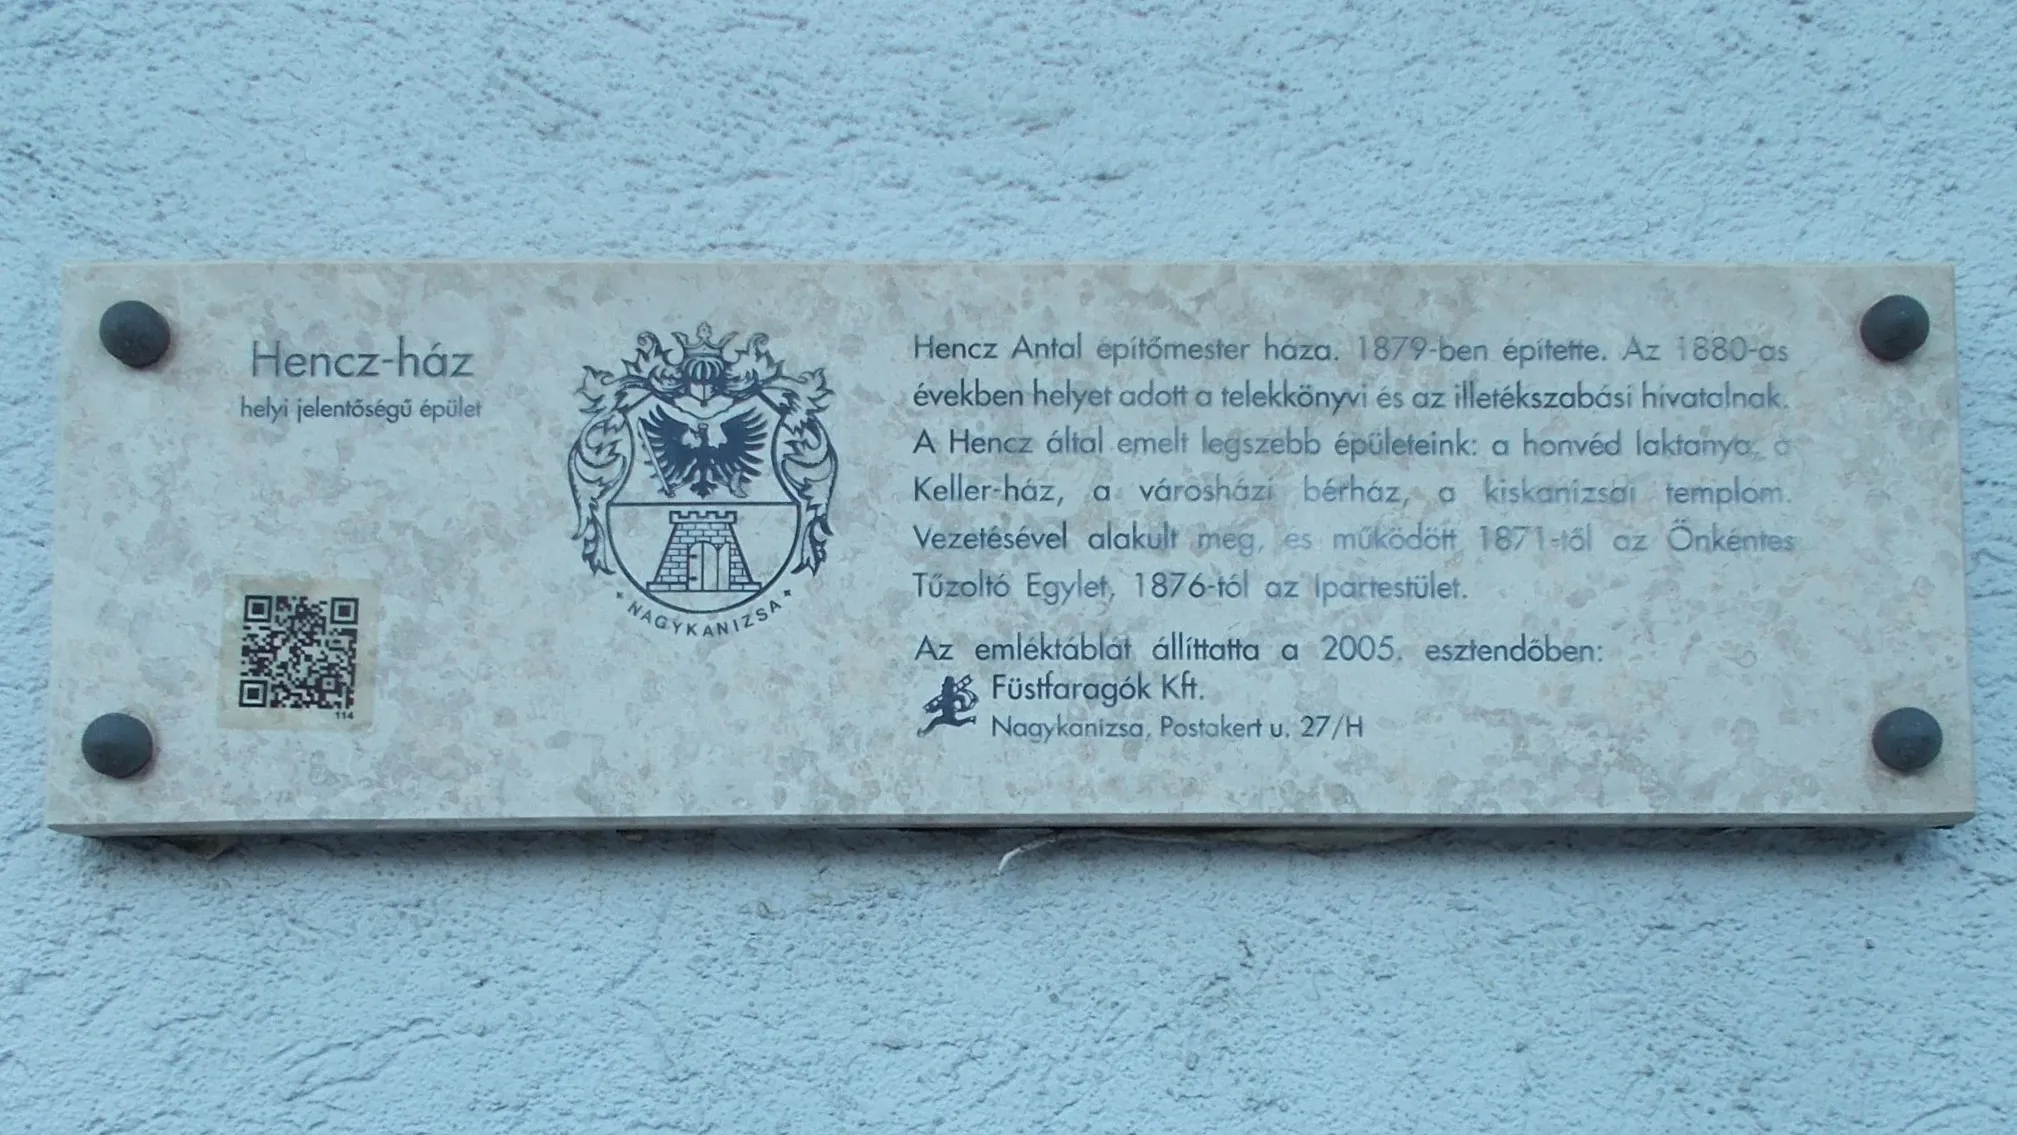 Hencz-ház
helyi jelentőségű épület
NAGYKANIZSA
114
Hencz Antal építőmester háza. 1879-ben építette. Az 1880-as
években helyet adott a telekkönyvi és az illetékszabási hivatalnak.
A Hencz által emelt legszebb épületeink: a honvéd laktanya, a
Keller-ház, a városházi bérház, a kiskanizsai templom.
Vezetésével alakult meg, és működött 1871-től az Önkéntes
Tűzoltó Egylet, 1876-tól az Ipartestület.
Az emléktáblát állíttatta a 2005. esztendőben:
Füstfaragók Kft.
Nagykanizsa, Postakert u. 27/H